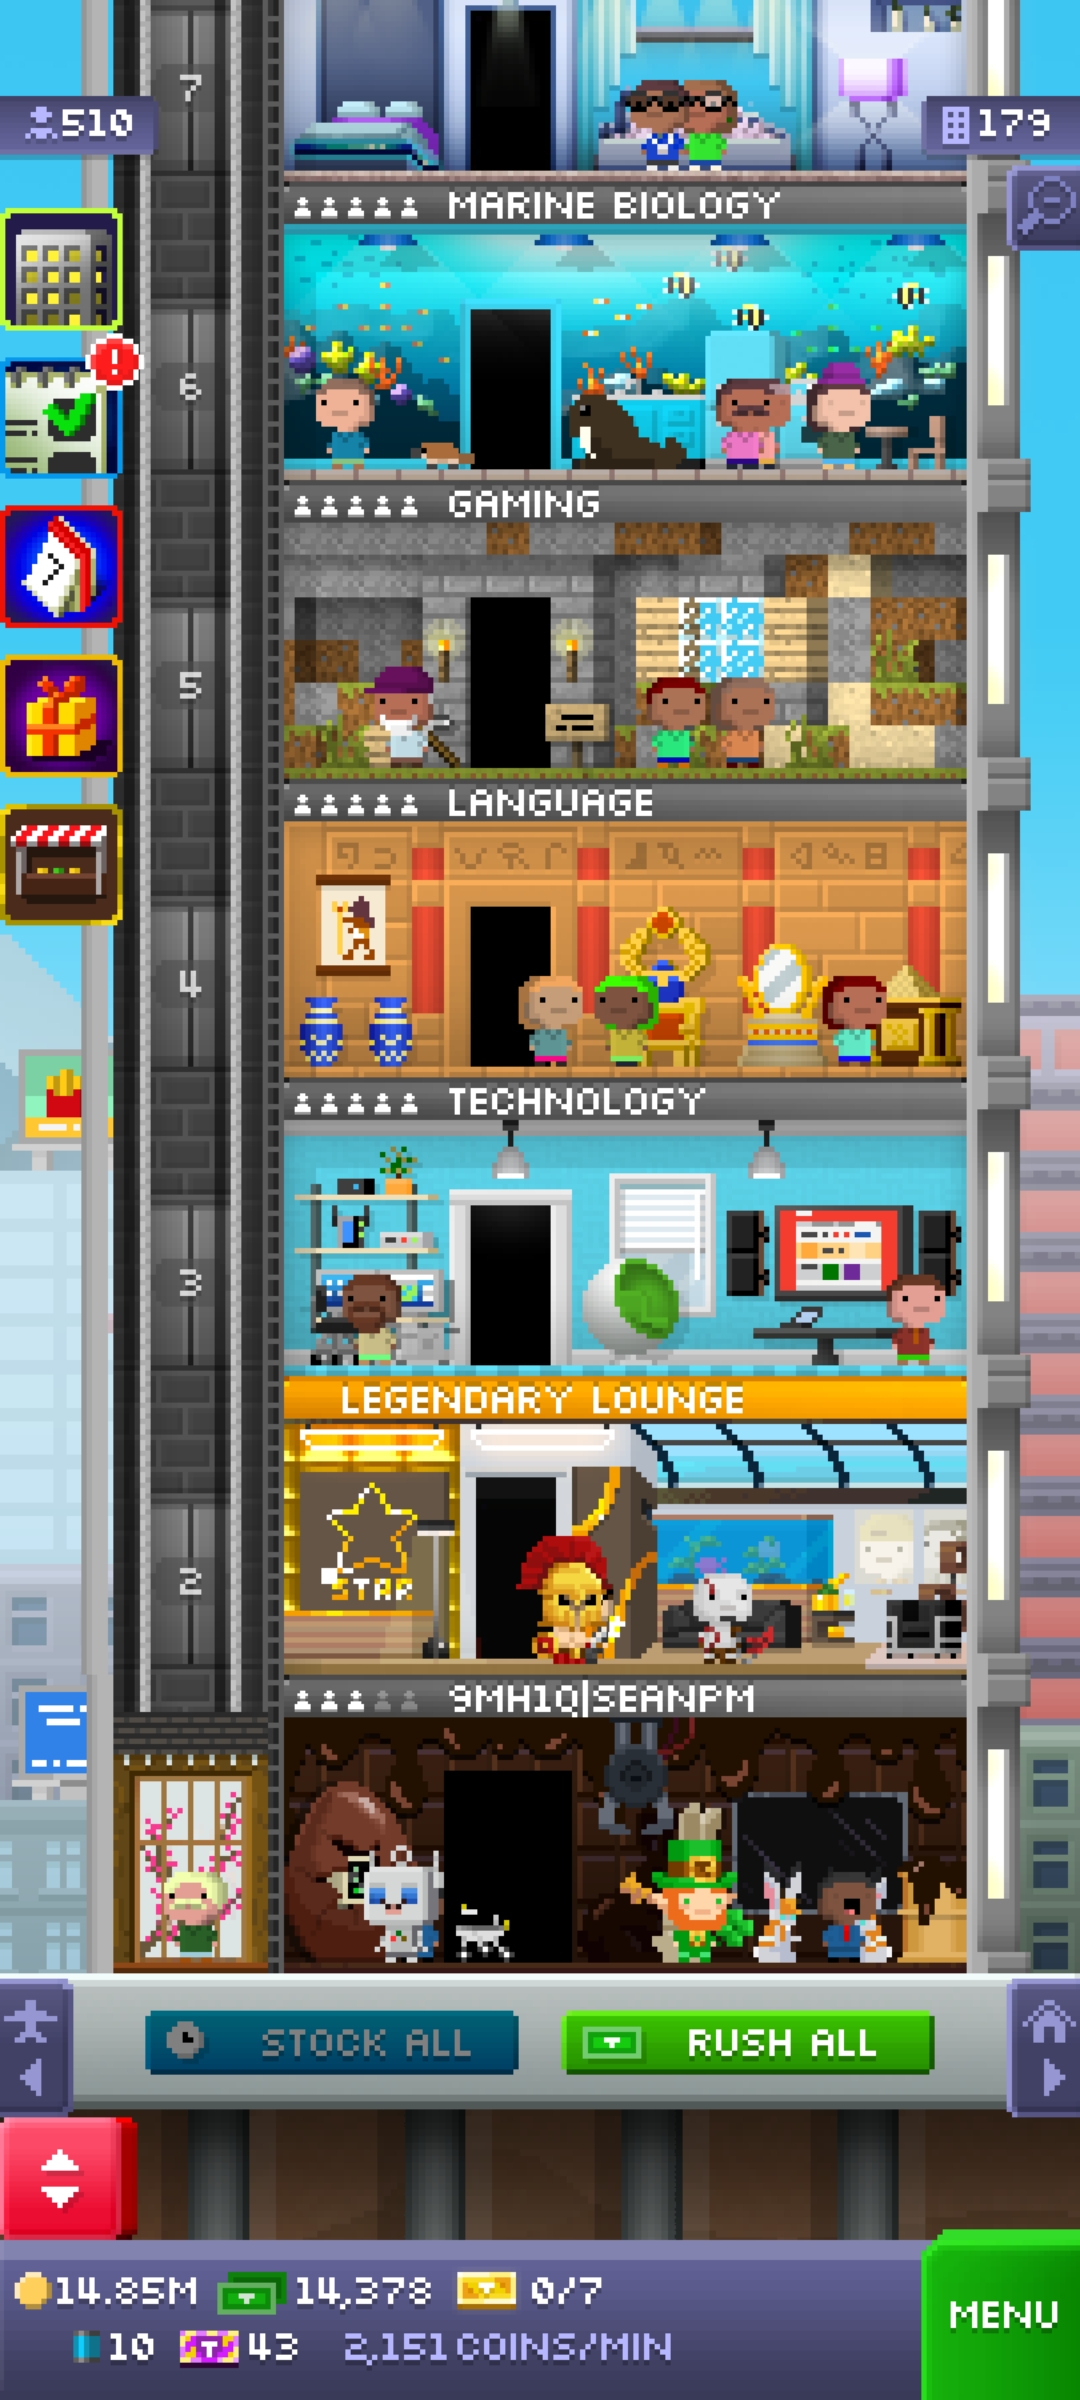 7
510
179
MARINE BIOLOGY
6
GAMING
5
LANGUAGE
4
TECHNOLOGY
3
LEGENDARY LOUNGE
STAR
2
9MH1Q|SEANPM
STOCK ALL
RUSH ALL
14.85M 14,378 0/7
MENU
10 43 2,151 COINS/MIN